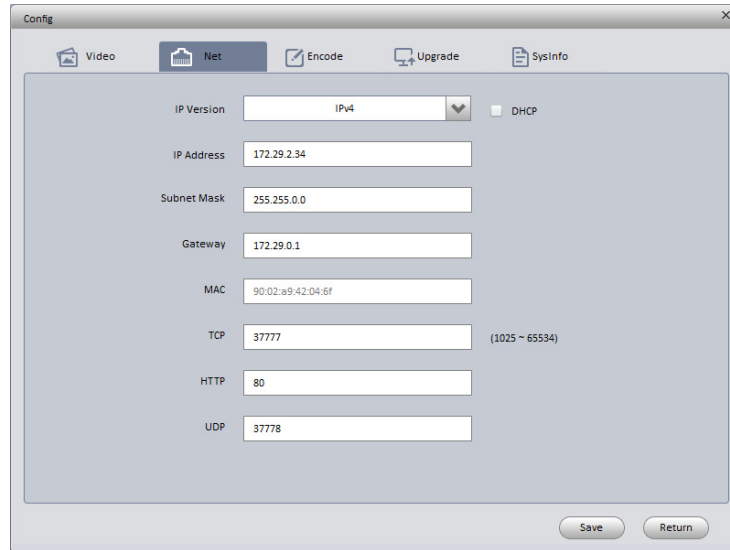 Config
Video Net Encode Upgrade SysInfo
IP Version IPv4 DHCP
IP Address 172.29.2.34
Subnet Mask 255.255.0.0
Gateway 172.29.0.1
MAC 90:02:a9:42:04:6f
TCP 37777 (1025 ~ 65534)
HTTP 80
UDP 37778
Save Return